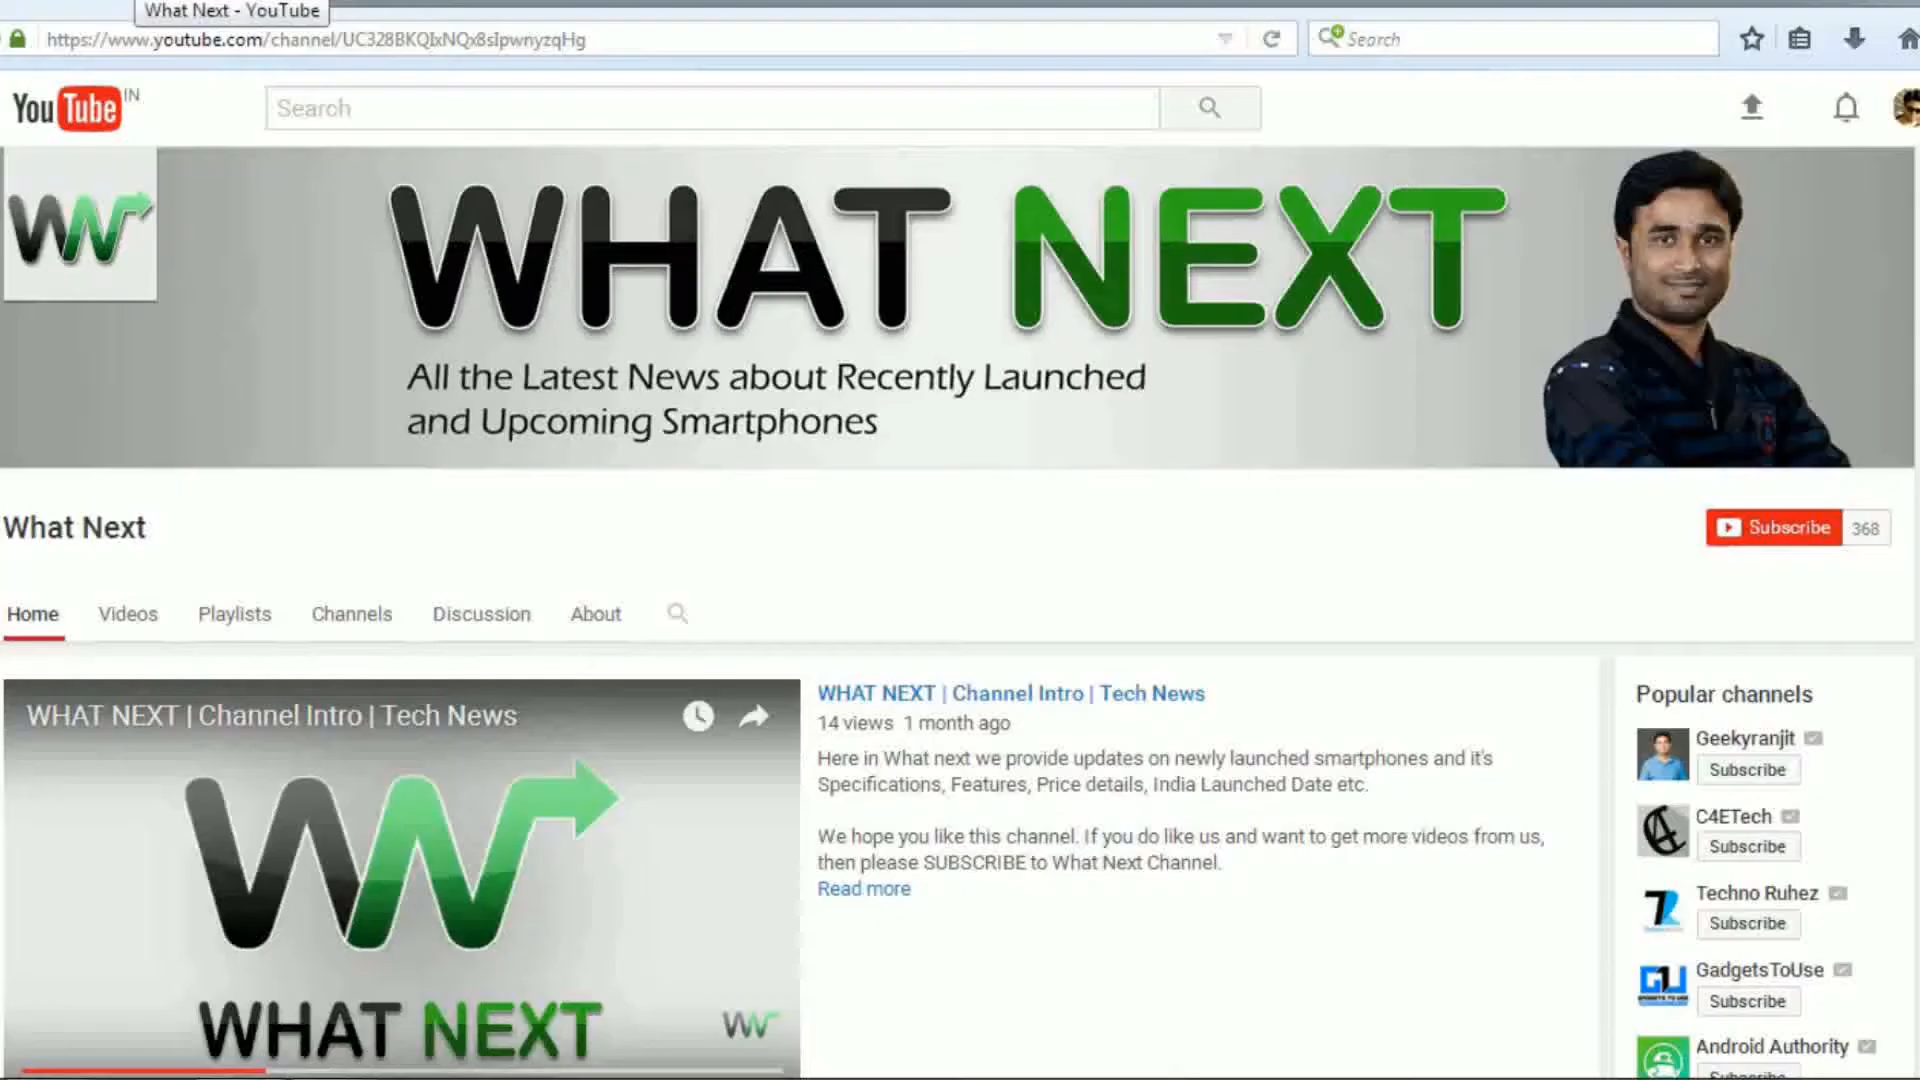 What Next - YouTube
https://www.youtube.com/channel/UC328BKQIxNQx8sIpwnyzqHg
Search
YouTube IN
Search
WN
WHAT NEXT
All the Latest News about Recently Launched
and Upcoming Smartphones
What Next
Subscribe 368
Home Videos Playlists Channels Discussion About
WHAT NEXT | Channel Intro | Tech News
WN
WHAT NEXT
WN
WHAT NEXT | Channel Intro | Tech News
14 views 1 month ago
Here in What next we provide updates on newly launched smartphones and it's
Specifications, Features, Price details, India Launched Date etc.
We hope you like this channel. If you do like us and want to get more videos from us,
then please SUBSCRIBE to What Next Channel.
Read more
Popular channels
Geekyranjit
Subscribe
C4ETech
Subscribe
Techno Ruhez
Subscribe
GadgetsToUse
Subscribe
Android Authority
Subscribe